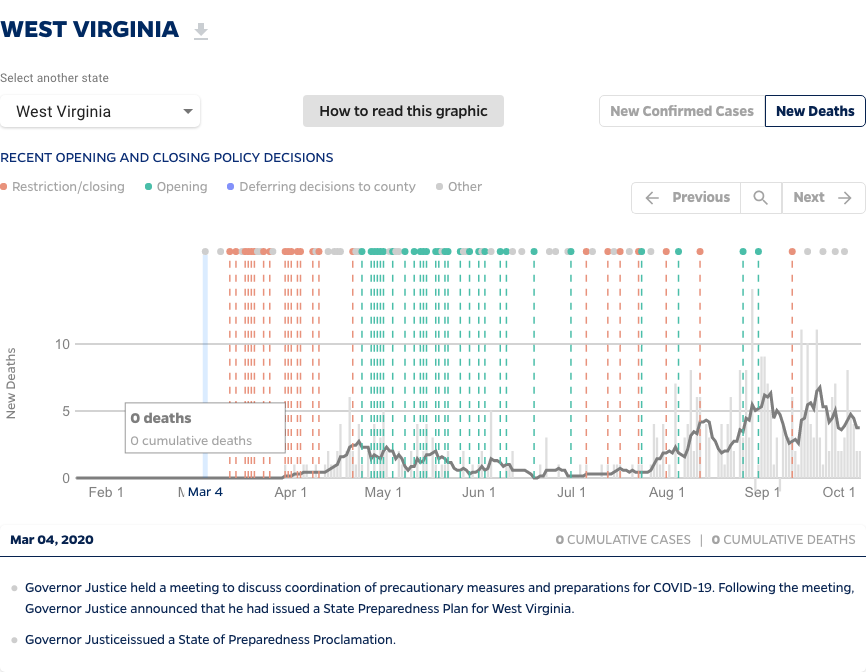 WEST VIRGINIA
Select another state
West Virginia
How to read this graphic
New Confirmed Cases
New Deaths
RECENT OPENING AND CLOSING POLICY DECISIONS
Restriction/closing
Opening
Deferring decisions to county
Other
Previous
Next
New Deaths
10
5
0
0 deaths
0 cumulative deaths
Feb 1
M
Mar 4
Apr 1
May 1
Jun 1
Jul 1
Aug 1
Sep 1
Oct 1
Mar 04, 2020
0 CUMULATIVE CASES | 0 CUMULATIVE DEATHS
Governor Justice held a meeting to discuss coordination of precautionary measures and preparations for COVID-19. Following the meeting,
Governor Justice announced that he had issued a State Preparedness Plan for West Virginia.
Governor Justiceissued a State of Preparedness Proclamation.